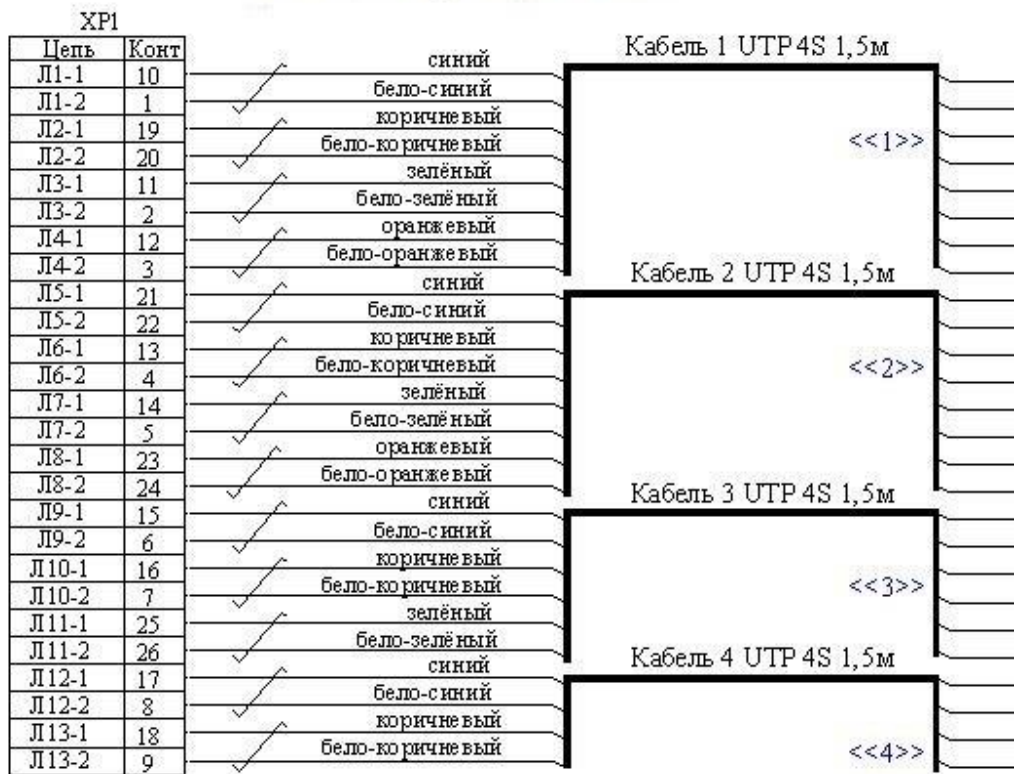 XP1
Цепь Конт
Кабель 1 UTP 4S 1,5м
Л1-1 10 синий
Л1-2 1 бело-синий
Л2-1 19 коричневый
<<1>>
Л2-2 20 бело-коричневый
Л3-1 11 зелёный
Л3-2 2 бело-зелёный
Л4-1 12 оранжевый
Л4-2 3 бело-оранжевый
Кабель 2 UTP 4S 1,5м
Л5-1 21 синий
Л5-2 22 бело-синий
Л6-1 13 коричневый
<<2>>
Л6-2 4 бело-коричневый
Л7-1 14 зелёный
Л7-2 5 бело-зелёный
Л8-1 23 оранжевый
Л8-2 24 бело-оранжевый
Кабель 3 UTP 4S 1,5м
Л9-1 15 синий
Л9-2 6 бело-синий
Л10-1 16 коричневый
<<3>>
Л10-2 7 бело-коричневый
Л11-1 25 зелёный
Л11-2 26 бело-зелёный
Кабель 4 UTP 4S 1,5м
Л12-1 17 синий
Л12-2 8 бело-синий
Л13-1 18 коричневый
<<4>>
Л13-2 9 бело-коричневый